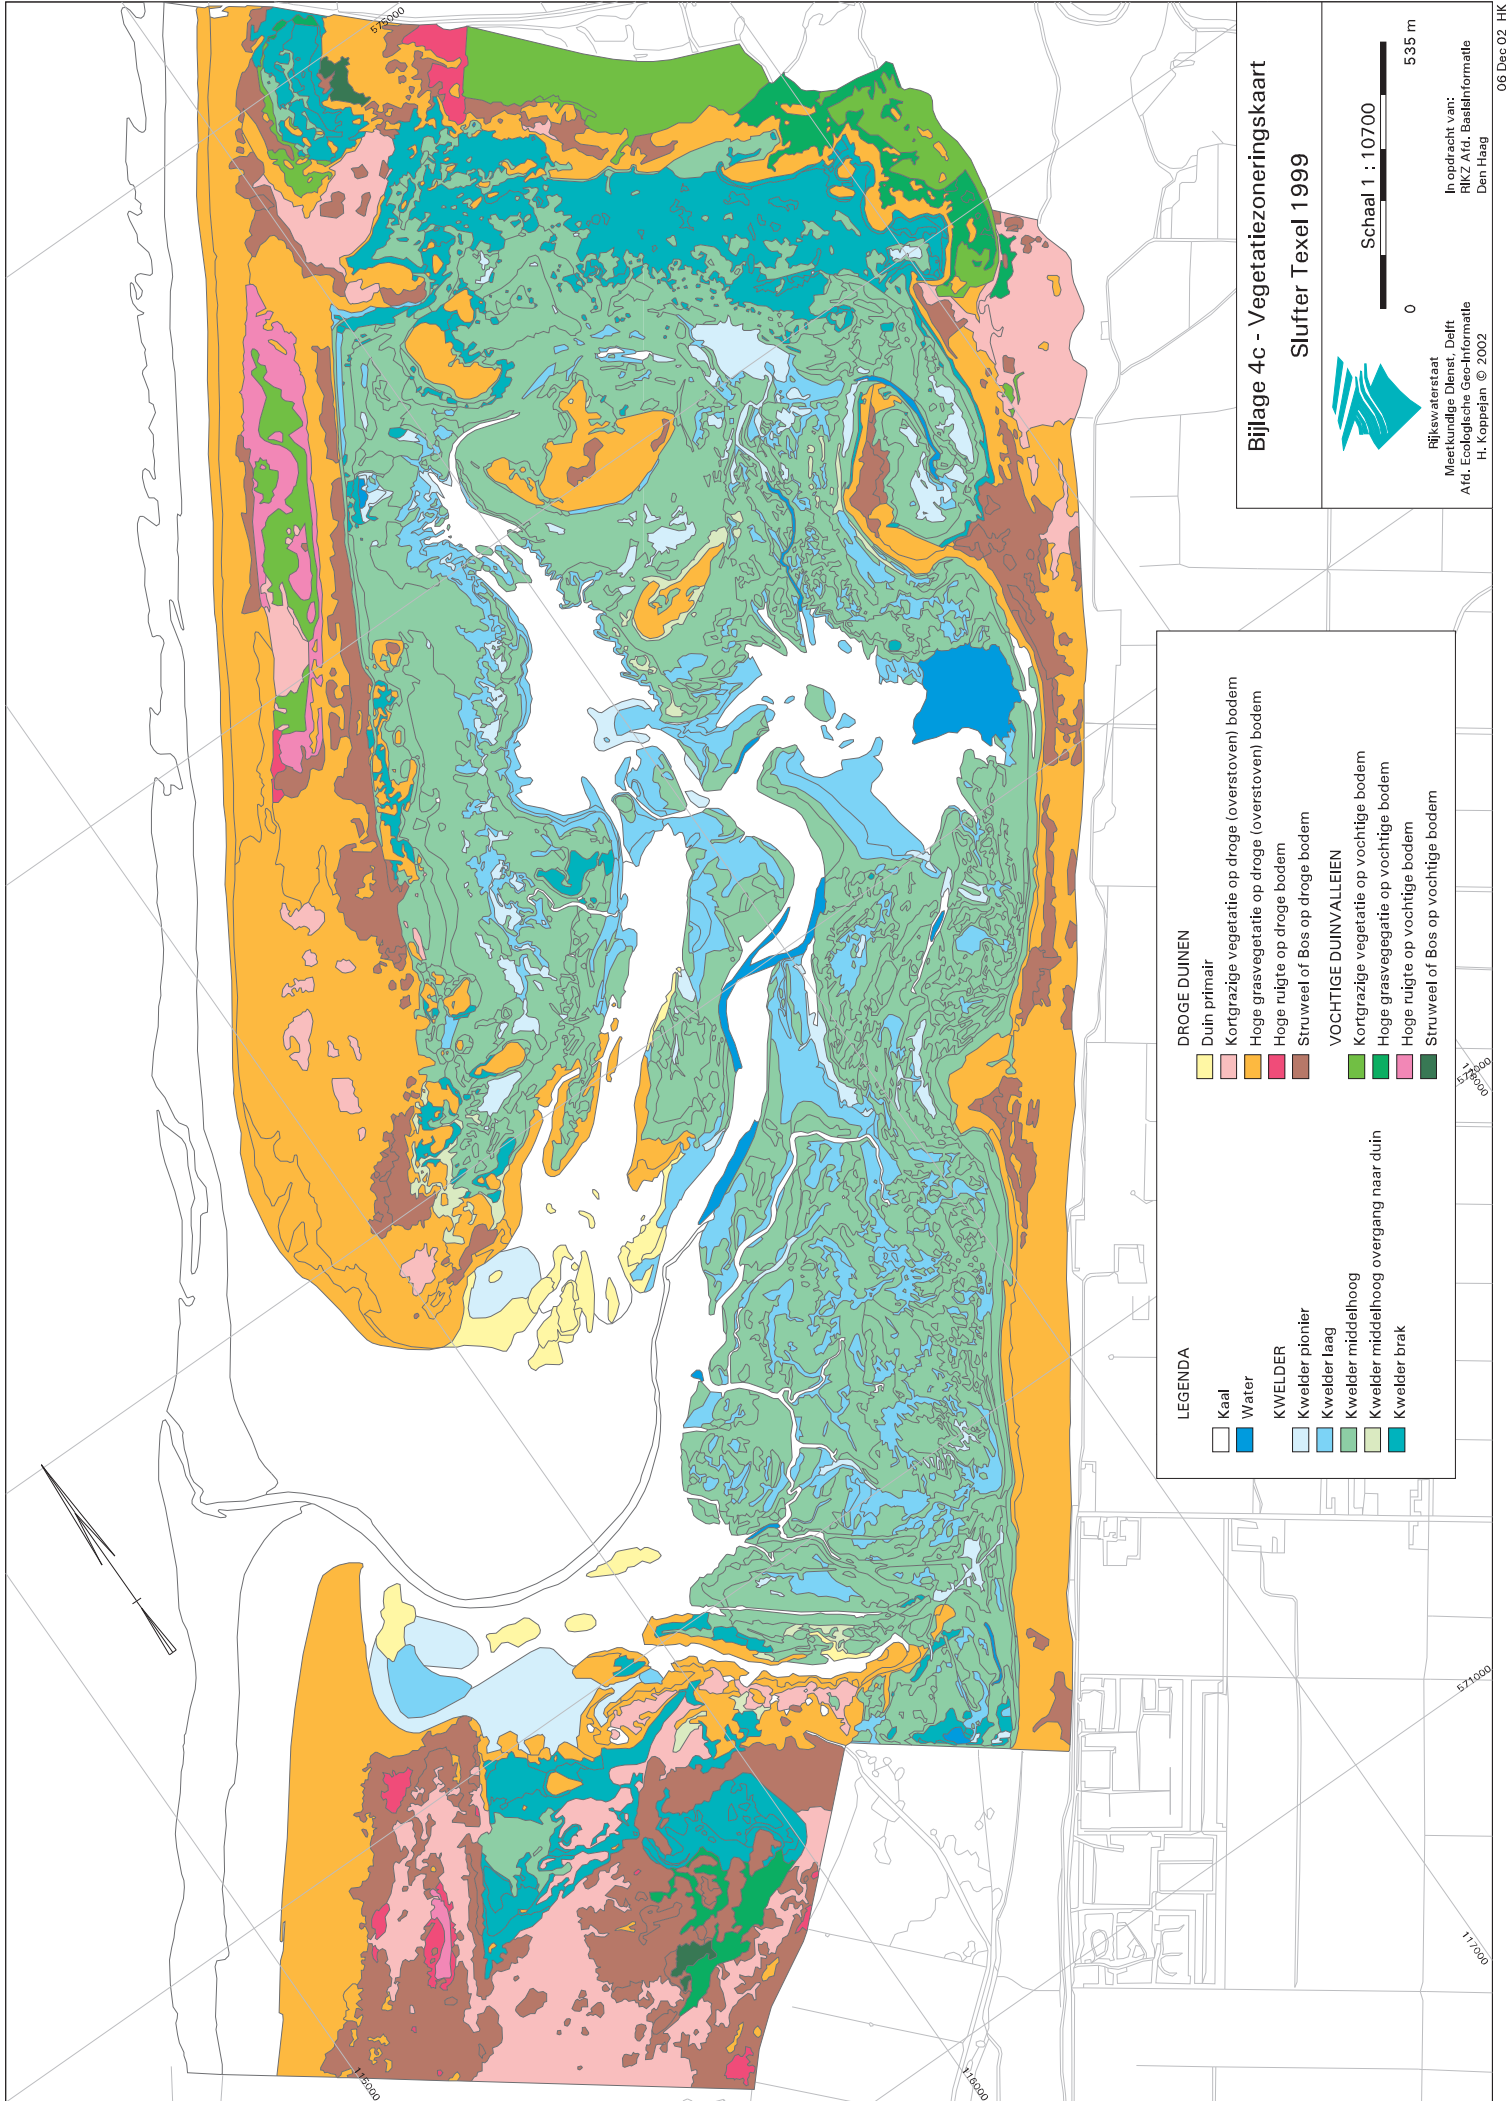 Bijlage 4c - Vegetatiezoneringskaart
Slufter Texel 1999
Schaal 1 : 10700
0
535 m
Rijkswaterstaat
Meetkundige Dienst, Delft
Afd. Ecologische Geo-Informatie
H. Koppejan © 2002
In opdracht van:
RIKZ Afd. BasisInformatie
Den Haag
06 Dec 02 HK
LEGENDA
Kaal
Water
KWELDER
Kwelder pionier
Kwelder laag
Kwelder middelhoog
Kwelder middelhoog overgang naar duin
Kwelder brak
DROGE DUINEN
Duin primair
Kortgrazige vegetatie op droge (overstoven) bodem
Hoge grasvegetatie op droge (overstoven) bodem
Hoge ruigte op droge bodem
Struweel of Bos op droge bodem
VOCHTIGE DUINVALLEIEN
Kortgrazige vegetatie op vochtige bodem
Hoge grasvegegatie op vochtige bodem
Hoge ruigte op vochtige bodem
Struweel of Bos op vochtige bodem
575000
571000
117000
116000
115000